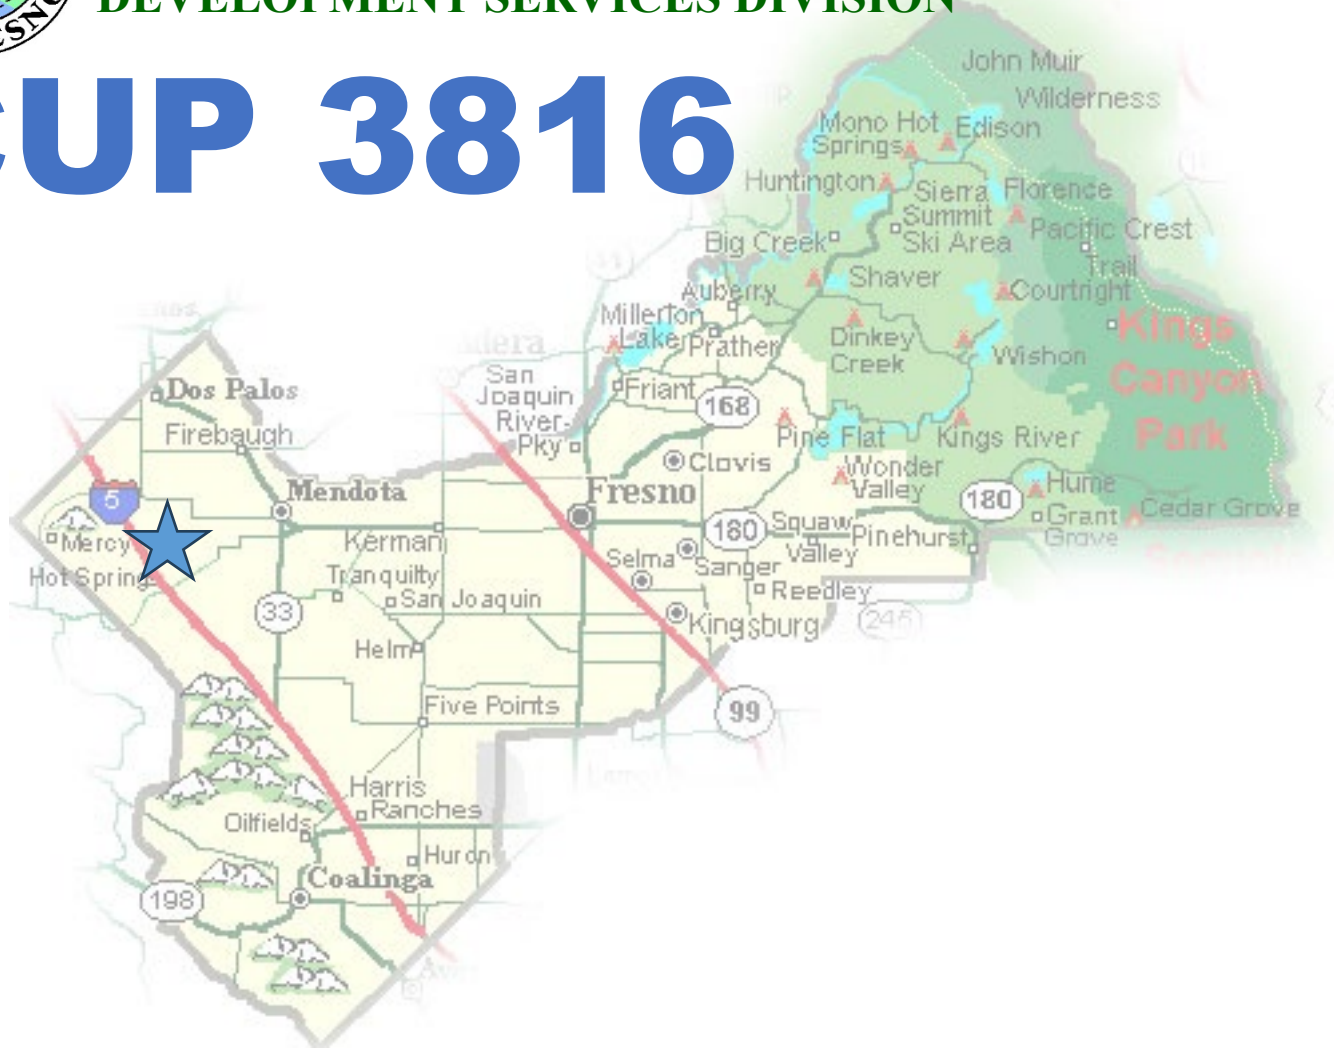 DEVELOPMENT SERVICES DIVISION
CUP 3816
John Muir
Wilderness
Mono Hot
Springs
Edison
Huntington
Sierra
Summit
Ski Area
Florence
Pacific Crest
Trail
Big Creek
Shaver
Courtright
Auberry
Millerton
Lake
Prather
Dinkey
Creek
Wishon
Kings
Canyon
Park
San
Joaquin
River
Pky
Friant
168
Dos Palos
Firebaugh
Pine Flat
Kings River
Clovis
Wonder
Valley
5
Mendota
Fresno
180
Hume
180
Squaw
Valley
Pinehurst
Grant
Grove
Cedar Grove
Mercy
Hot Springs
Kerman
Selma
Sanger
Tranquilty
San Joaquin
Reedley
33
Kingsburg
245
Helm
Five Points
99
Harris
Ranches
Oilfields
Huron
Coalinga
198